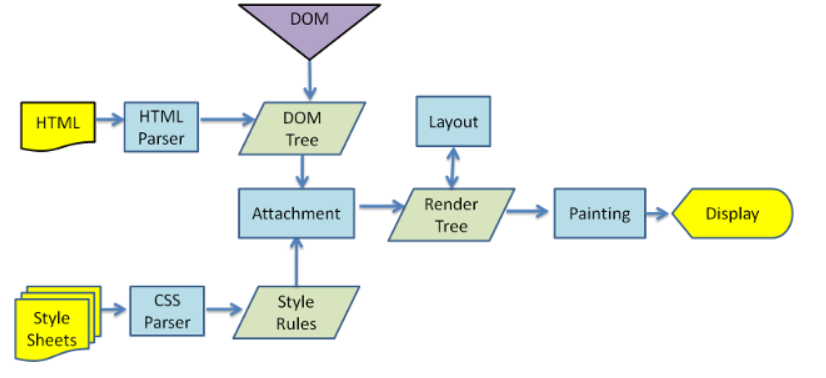 DOM
HTML
HTML
Parser
DOM
Tree
Layout
Attachment
Render
Tree
Painting
Display
Style
Sheets
CSS
Parser
Style
Rules